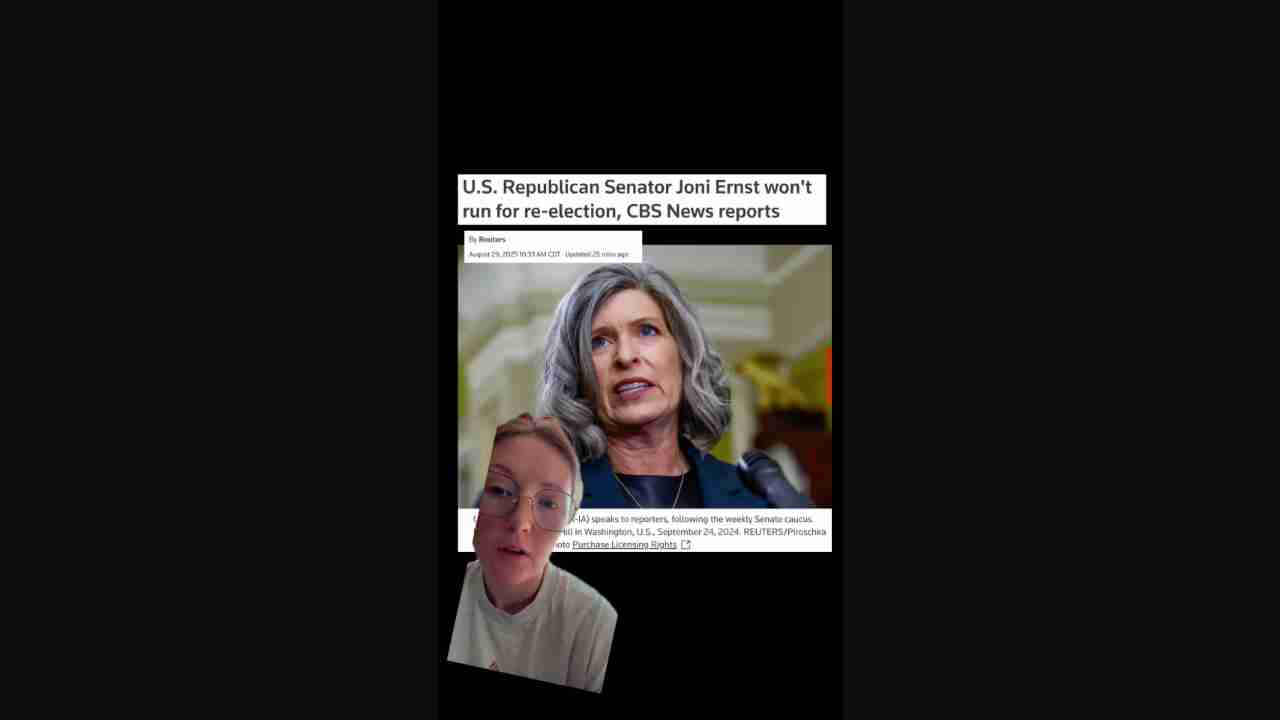 U.S. Republican Senator Joni Ernst won't
run for re-election, CBS News reports
By Reuters
August 29, 2025 10:33 AM CDT · Updated 25 mins ago
-IA) speaks to reporters, following the weekly Senate caucus
Hill in Washington, U.S., September 24, 2024. REUTERS/Piroschka
Purchase Licensing Rights